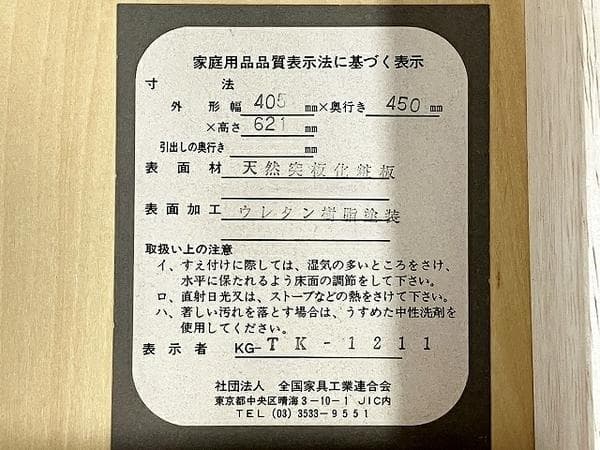 家庭用品品質表示法に基づく表示
寸法
外形幅 405 mm×奥行き 450 mm
×高さ 621 mm
引出しの奥行き mm
表面材 天然突板化粧板
表面加工 ウレタン樹脂塗装
取扱い上の注意
イ、すえ付けに際しては、湿気の多いところをさけ、
水平に保たれるよう床面の調節をして下さい。
ロ、直射日光又は、ストーブなどの熱をさけて下さい。
ハ、著しい汚れを落とす場合は、うすめた中性洗剤を
使用してください。
表示者 KG-TK-1211
社団法人 全国家具工業連合会
東京都中央区晴海3-10-1 JIC内
TEL (03) 3533-9551